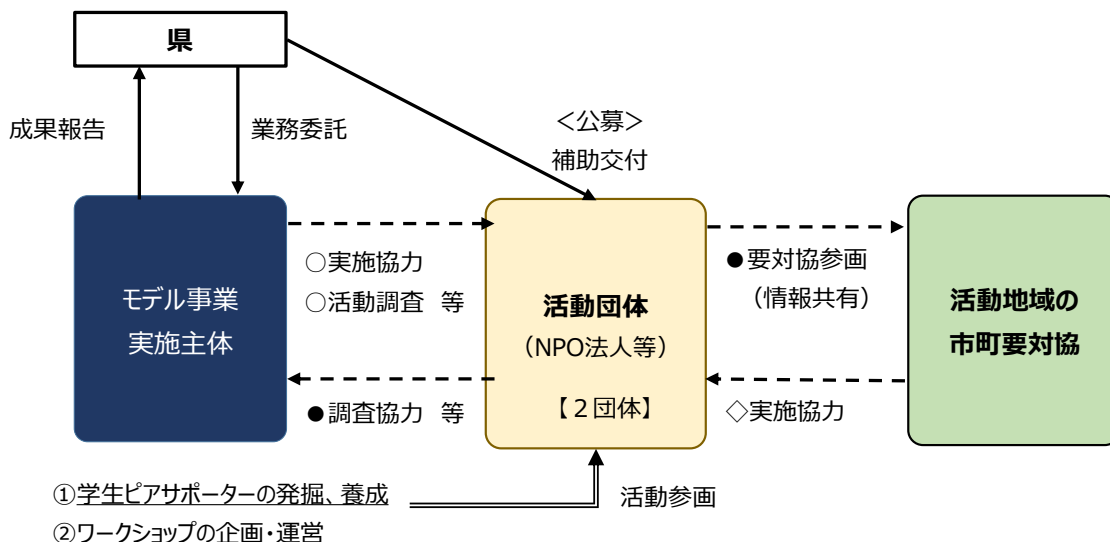 県
成果報告
業務委託
＜公募＞
補助交付
モデル事業
実施主体
○実施協力
○活動調査 等
●調査協力 等
活動団体
（NPO法人等）
【２団体】
●要対協参画
（情報共有）
◇実施協力
活動地域の
市町要対協
①学生ピアサポーターの発掘、養成
活動参画
②ワークショップの企画・運営